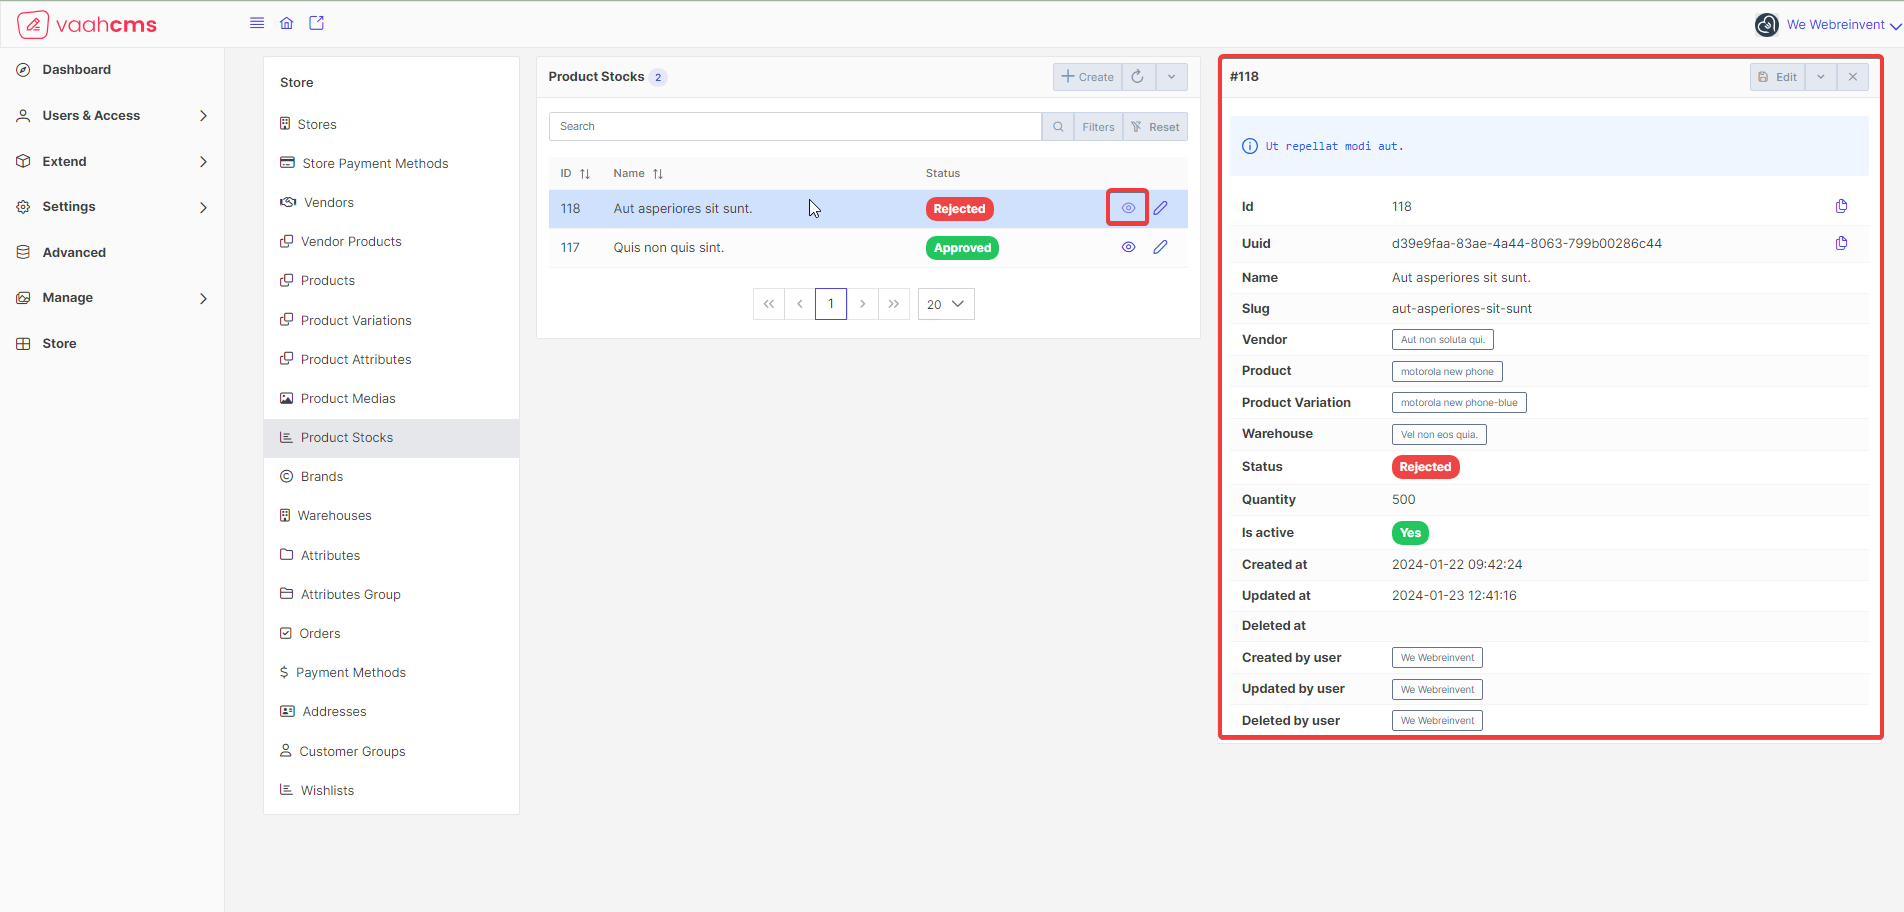 vaahcms
We Webreinvent
Dashboard
Users & Access
Extend
Settings
Advanced
Manage
Store
Store
Stores
Store Payment Methods
Vendors
Vendor Products
Products
Product Variations
Product Attributes
Product Medias
Product Stocks
Brands
Warehouses
Attributes
Attributes Group
Orders
Payment Methods
Addresses
Customer Groups
Wishlists
Product Stocks 2
Create
Search
Filters
Reset
ID Name Status
118 Aut asperiores sit sunt. Rejected
117 Quis non quis sint. Approved
1
20
#118
Edit
Ut repellat modi aut.
Id 118
Uuid d39e9faa-83ae-4a44-8063-799b00286c44
Name Aut asperiores sit sunt.
Slug aut-asperiores-sit-sunt
Vendor Aut non soluta qui.
Product motorola new phone
Product Variation motorola new phone-blue
Warehouse Vel non eos quia.
Status Rejected
Quantity 500
Is active Yes
Created at 2024-01-22 09:42:24
Updated at 2024-01-23 12:41:16
Deleted at
Created by user We Webreinvent
Updated by user We Webreinvent
Deleted by user We Webreinvent